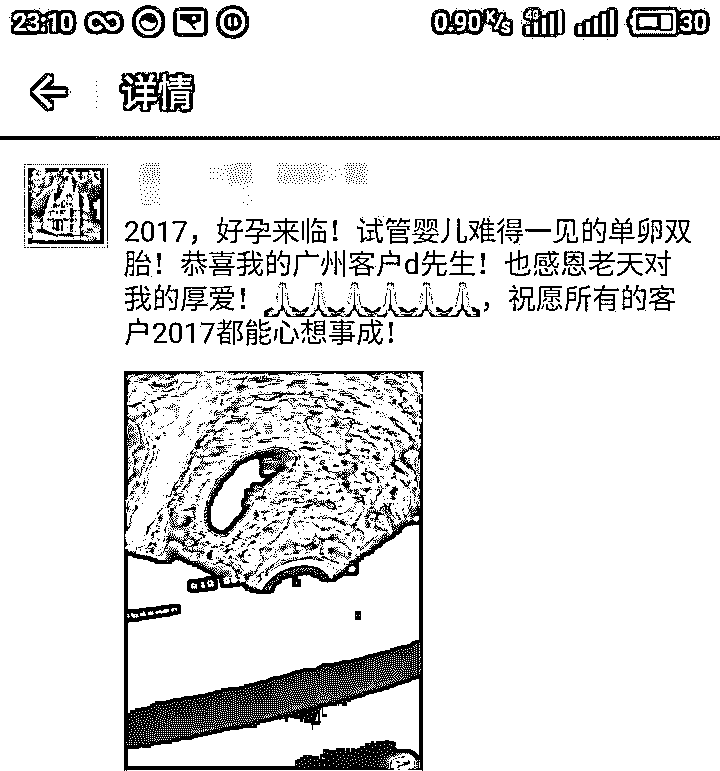 23:10 0.90K/s 4G 30
详情
2017，好孕来临！试管婴儿难得一见的单卵双
胎！恭喜我的广州客户d先生！也感恩老天对
我的厚爱！🙏🙏🙏🙏🙏🙏，祝愿所有的客
户2017都能心想事成！